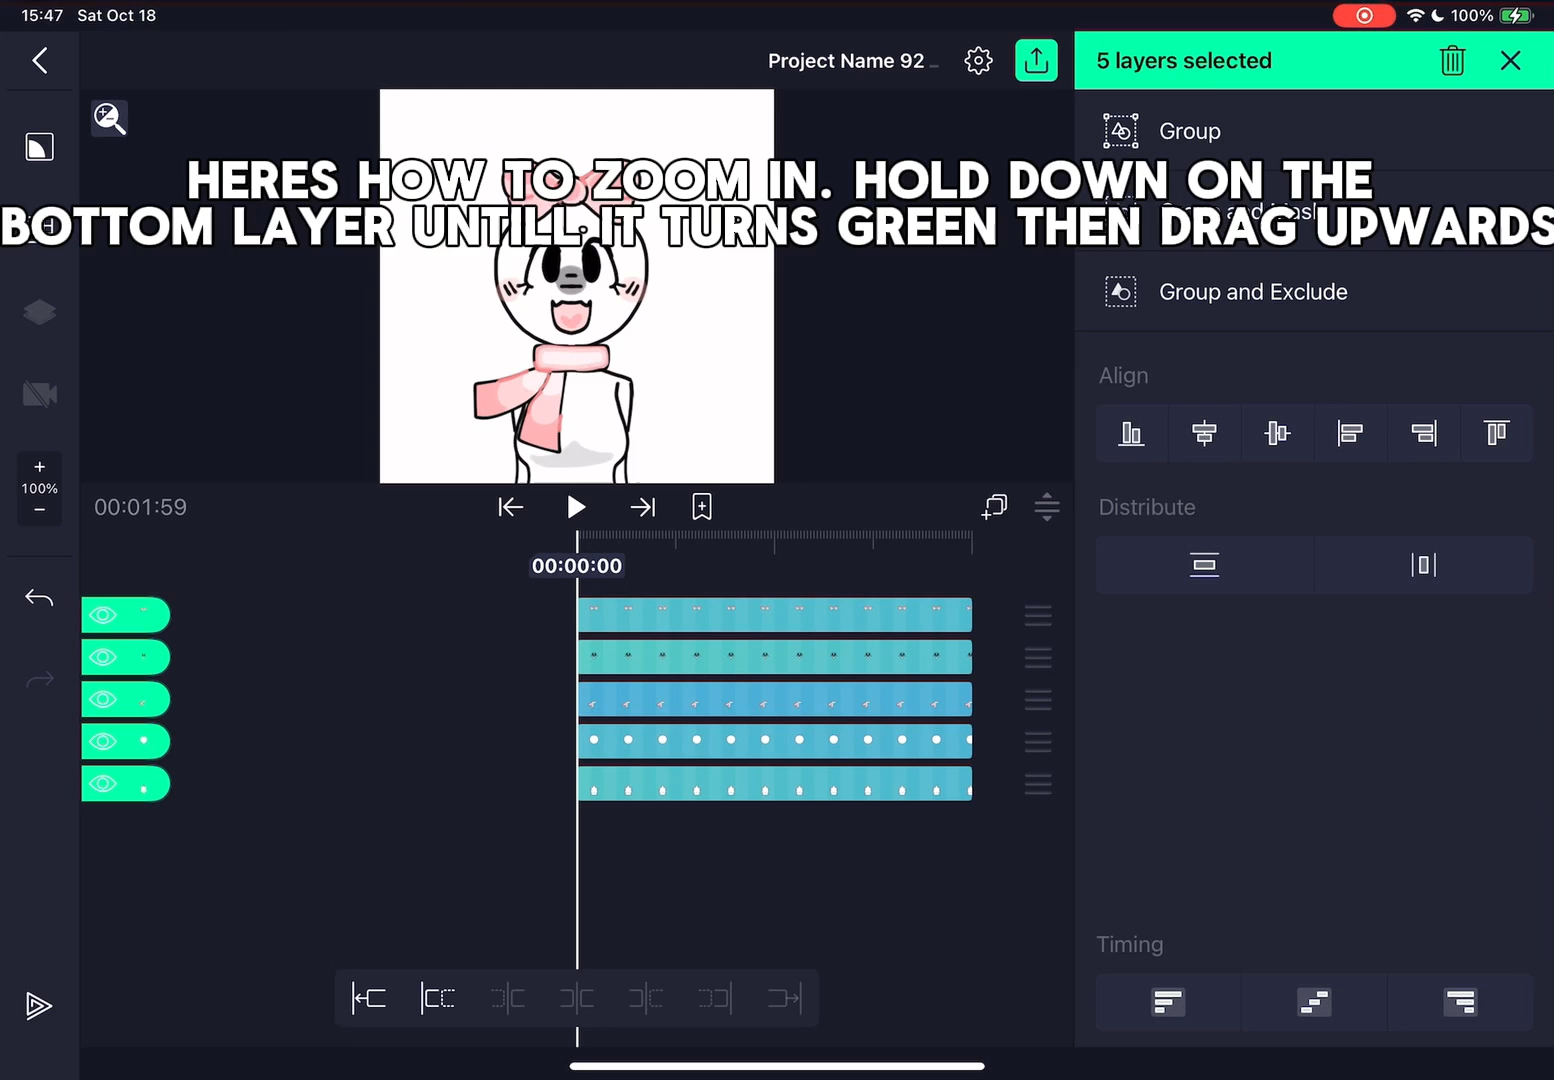 15:47 Sat Oct 18
100%
Project Name 92
5 layers selected
Group
HERES HOW TO ZOOM IN. HOLD DOWN ON THE
BOTTOM LAYER UNTILL IT TURNS GREEN THEN DRAG UPWARDS
Group and Exclude
Align
+
100%
−
00:01:59
Distribute
00:00:00
Timing